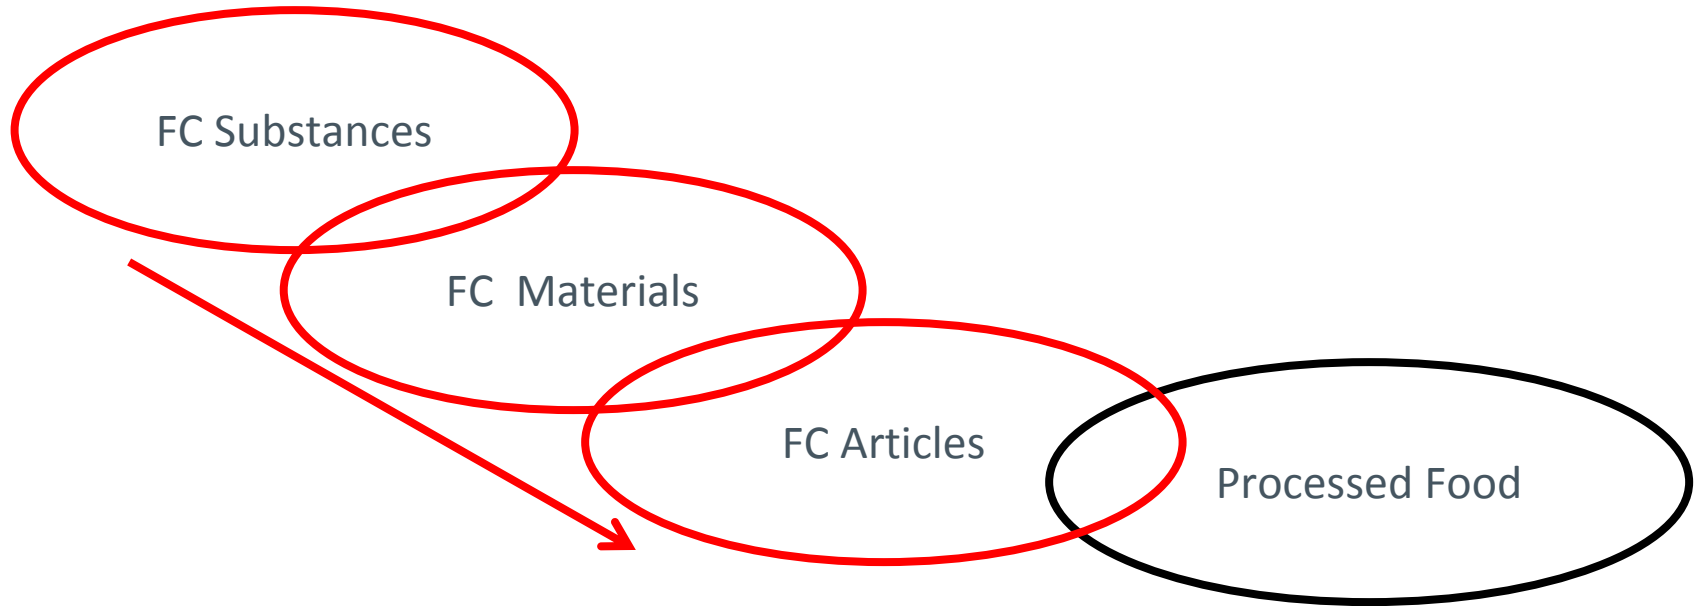 FC Substances
FC  Materials
FC Articles
Processed Food